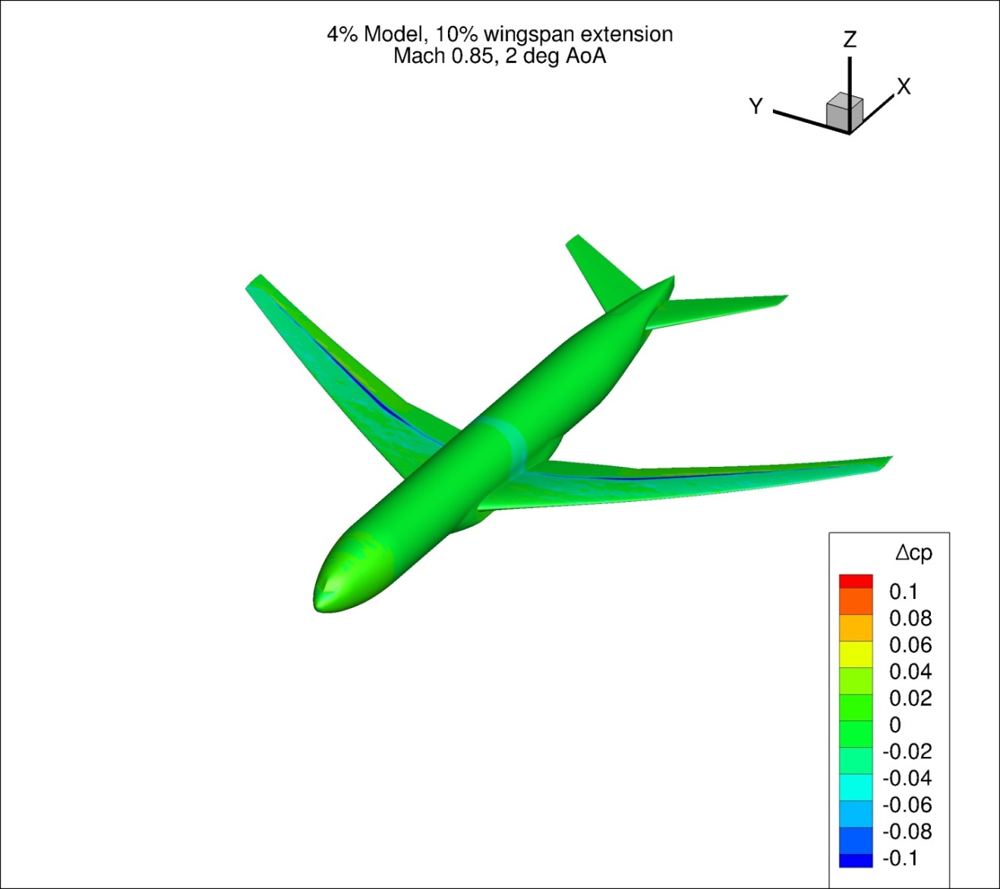 4% Model, 10% wingspan extension
Mach 0.85, 2 deg AoA
Z
X
Y
Δcp
0.1
0.08
0.06
0.04
0.02
0
-0.02
-0.04
-0.06
-0.08
-0.1